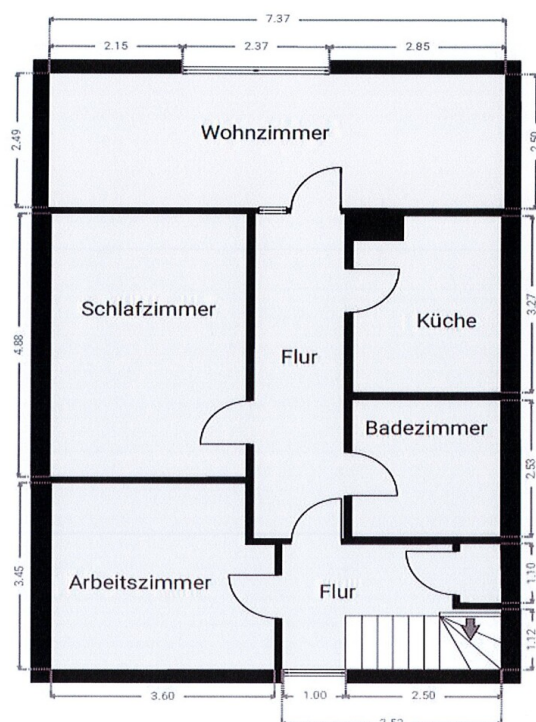 7.37
2.15 2.37 2.85
2.49
Wohnzimmer
2.50
Schlafzimmer
4.88
Flur
Küche
3.27
Badezimmer
2.53
Arbeitszimmer
3.45
Flur
1.10
1.12
3.60 1.00 2.50